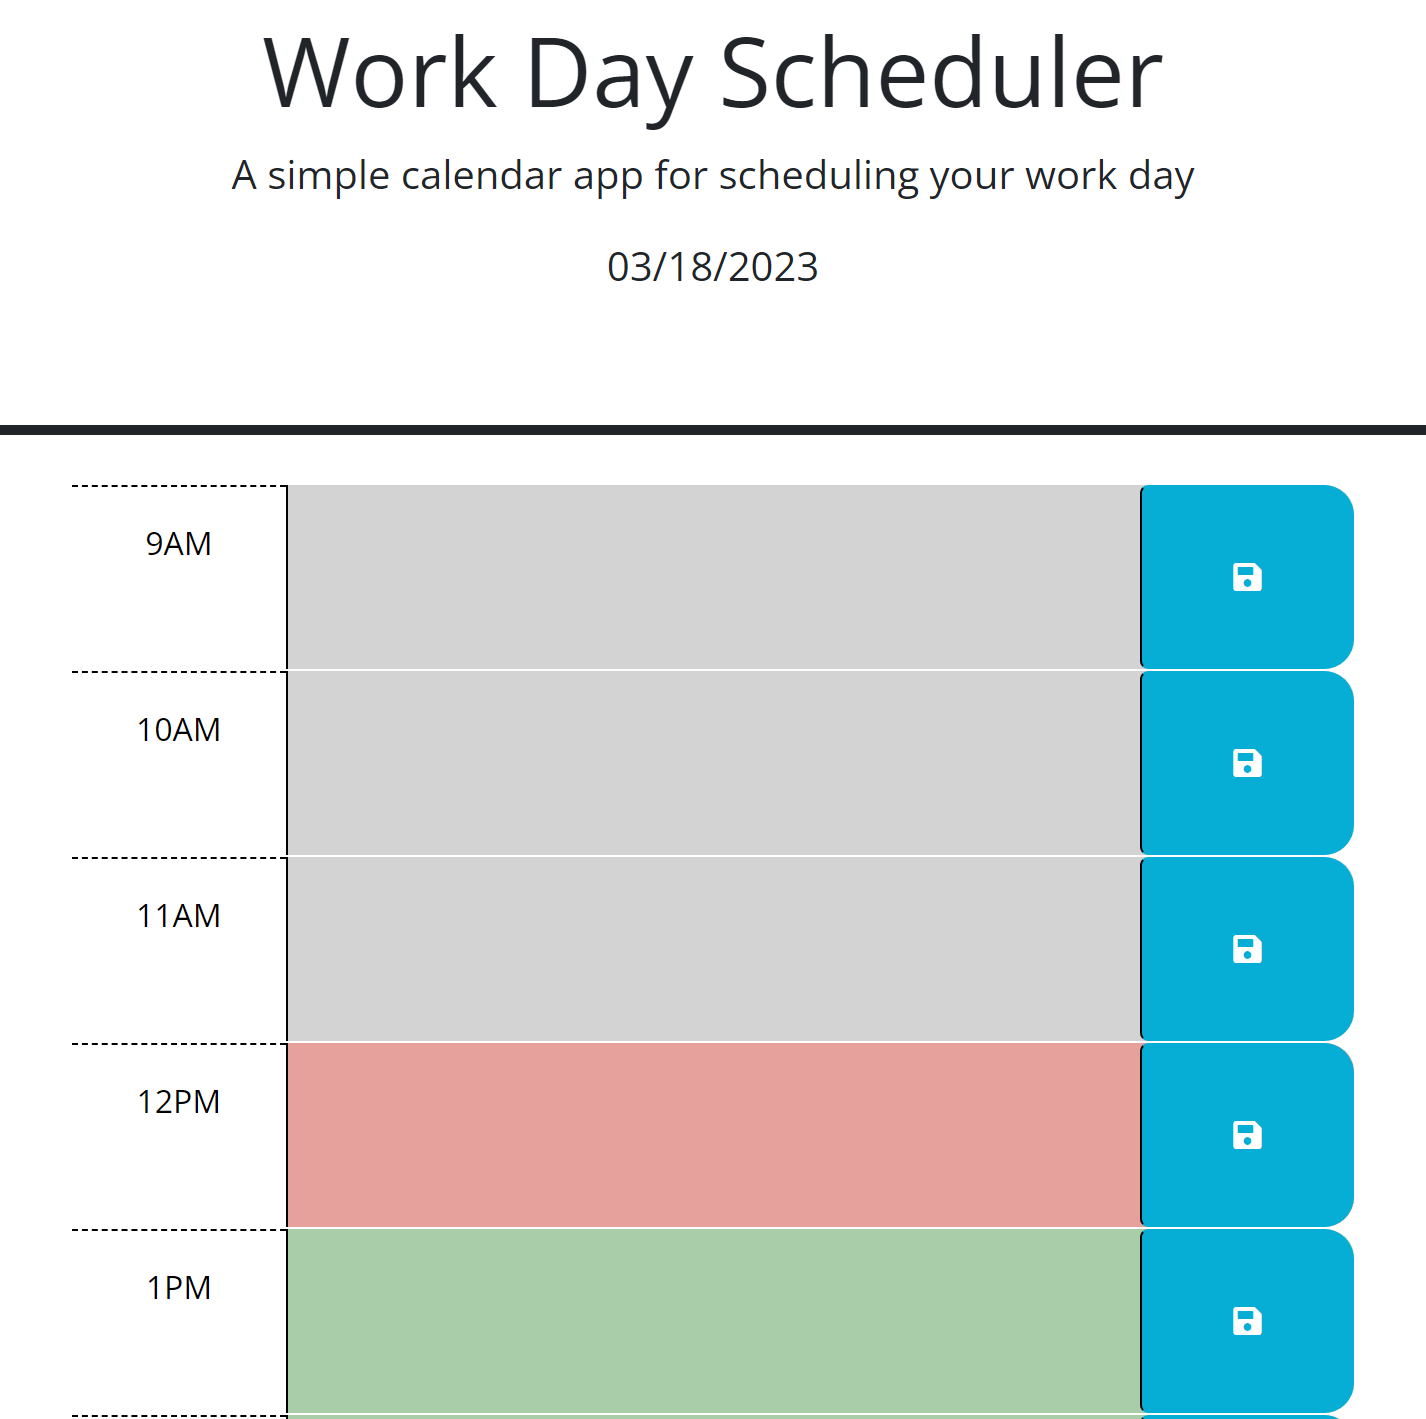 Work Day Scheduler
A simple calendar app for scheduling your work day
03/18/2023
9AM
10AM
11AM
12PM
1PM